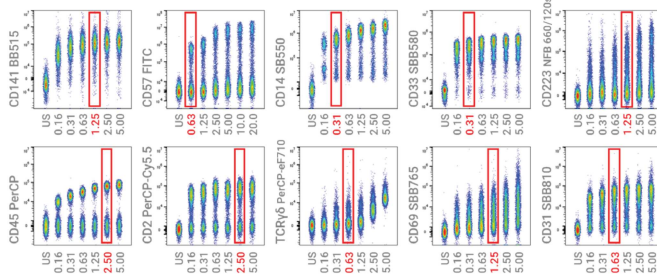 CD141 BB515
US 0.16 0.31 0.63 1.25 2.50 5.00
CD57 FITC
US 0.63 1.25 2.50 5.00 10.0 20.0
CD14 SB550
US 0.16 0.31 0.63 1.25 2.50 5.00
CD33 SBB580
US 0.16 0.31 0.63 1.25 2.50 5.00
CD223 NFB 660/120
US 0.16 0.31 0.63 1.25 2.50 5.00
CD45 PerCP
US 0.16 0.31 0.63 1.25 2.50 5.00
CD2 PerCP-Cy5.5
US 0.16 0.31 0.63 1.25 2.50 5.00
TCRγδ PerCP-eF710
US 0.16 0.31 0.63 1.25 2.50 5.00
CD69 SBB765
US 0.16 0.31 0.63 1.25 2.50 5.00
CD31 SBB810
US 0.16 0.31 0.63 1.25 2.50 5.00